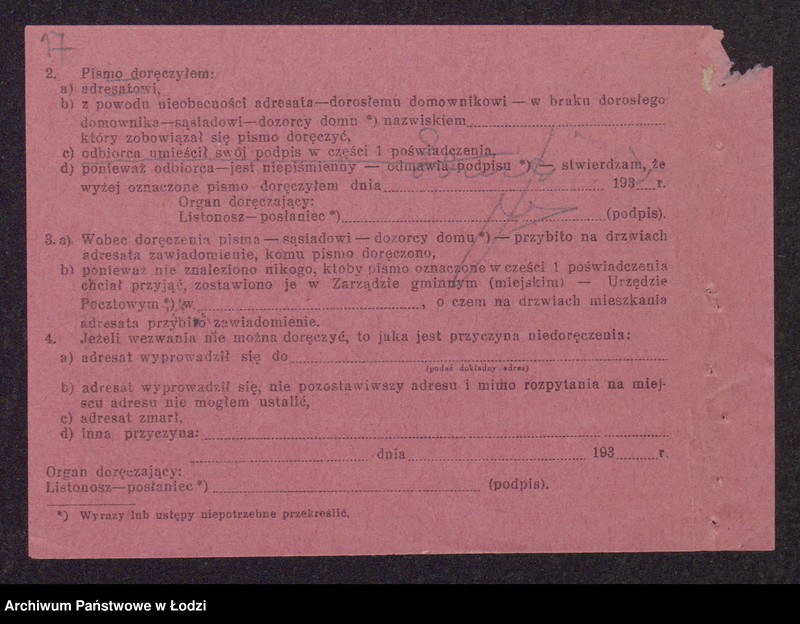 17
2. Pismo doręczyłem:
a) adresatowi,
b) z powodu nieobecności adresata—dorosłemu domownikowi — w braku dorosłego
domownika—sąsiadowi—dozorcy domu *) nazwiskiem
który zobowiązał się pismo doręczyć,
c) odbiorca umieścił swój podpis w części 1 poświadczenia,
d) ponieważ odbiorca—jest niepiśmienny — odmawia podpisu *) — stwierdzam, że
wyżej oznaczone pismo doręczyłem dnia 193 r.
Organ doręczający:
Listonosz—posłaniec *) (podpis).
3. a) Wobec doręczenia pisma — sąsiadowi — dozorcy domu *) — przybito na drzwiach
adresata zawiadomienie, komu pismo doręczono,
b) ponieważ nie znaleziono nikogo, ktoby pismo oznaczone w części 1 poświadczenia
chciał przyjąć, zostawiono je w Zarządzie gminnym (miejskim) — Urzędzie
Pocztowym *) w , o czem na drzwiach mieszkania
adresata przybito zawiadomienie.
4. Jeżeli wezwania nie można doręczyć, to jaka jest przyczyna niedoręczenia:
a) adresat wyprowadził się do
(podać dokładny adres)
b) adresat wyprowadził się, nie pozostawiwszy adresu i mimo rozpytania na miej-
scu adresu nie mogłem ustalić,
c) adresat zmarł,
d) inna przyczyna:
dnia 193 r.
Organ doręczający:
Listonosz—posłaniec *) (podpis).
*) Wyrazy lub ustępy niepotrzebne przekreślić.
Archiwum Państwowe w Łodzi